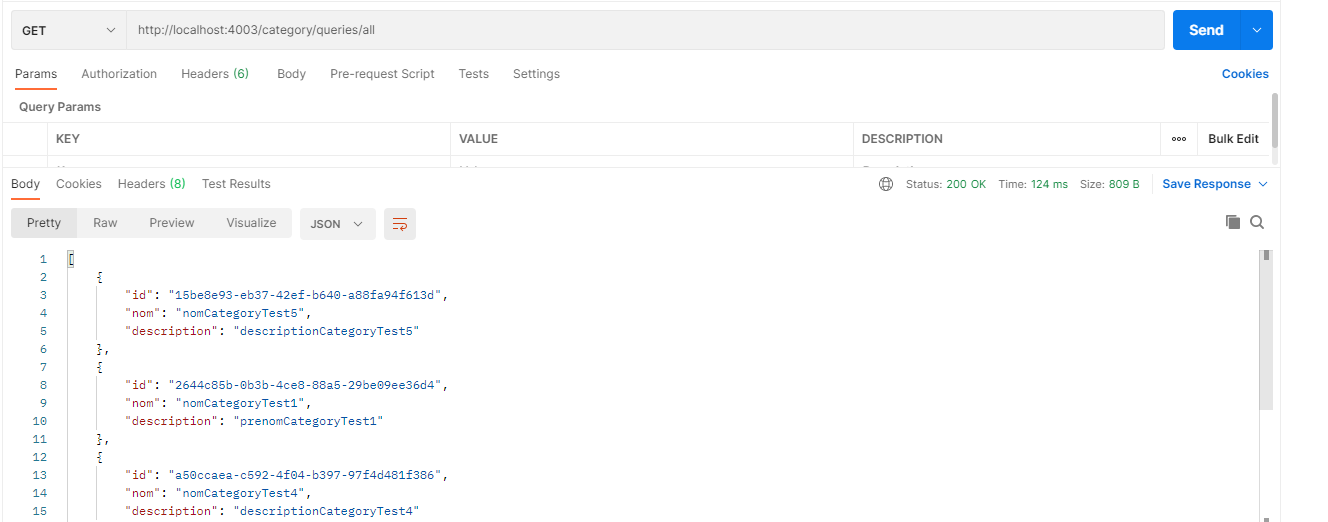 GET http://localhost:4003/category/queries/all Send
Params Authorization Headers (6) Body Pre-request Script Tests Settings Cookies
Query Params
KEY VALUE DESCRIPTION Bulk Edit
Body Cookies Headers (8) Test Results Status: 200 OK Time: 124 ms Size: 809 B Save Response
Pretty Raw Preview Visualize JSON
1 [
2 {
3 "id": "15be8e93-eb37-42ef-b640-a88fa94f613d",
4 "nom": "nomCategoryTest5",
5 "description": "descriptionCategoryTest5"
6 },
7 {
8 "id": "2644c85b-0b3b-4ce8-88a5-29be09ee36d4",
9 "nom": "nomCategoryTest1",
10 "description": "prenomCategoryTest1"
11 },
12 {
13 "id": "a50ccaea-c592-4f04-b397-97f4d481f386",
14 "nom": "nomCategoryTest4",
15 "description": "descriptionCategoryTest4"